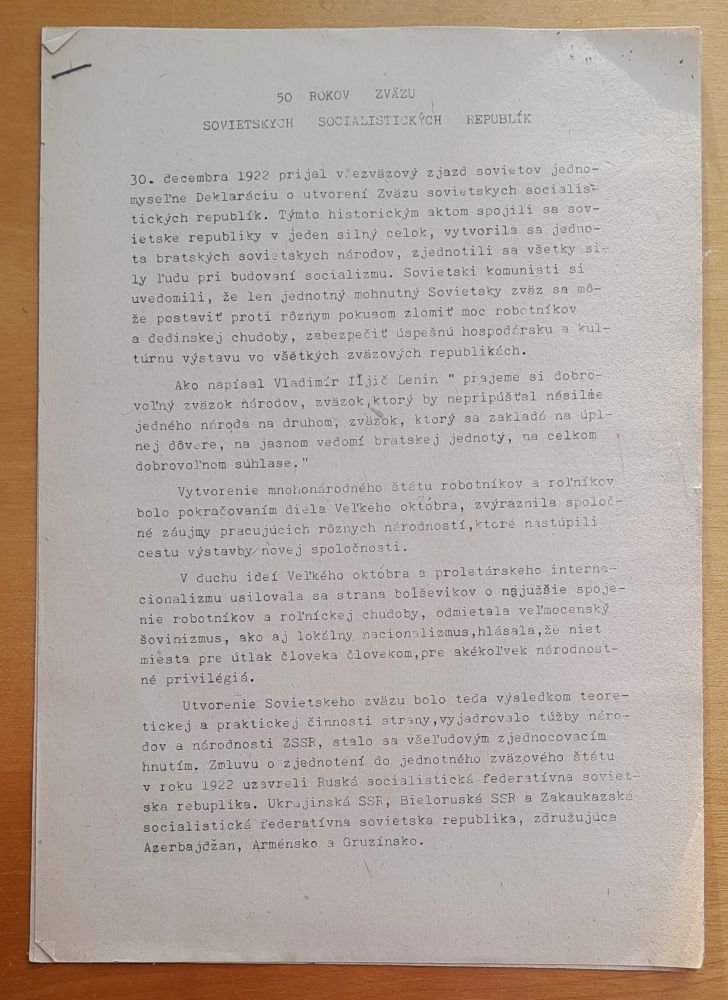 50 ROKOV ZVÄZU
SOVIETSKYCH SOCIALISTICKÝCH REPUBLÍK
30. decembra 1922 prijal všezväzový zjazd sovietov jedno-
myseľne Deklaráciu o utvorení Zväzu sovietskych socialis-
tických republík. Týmto historickým aktom spojili sa sov-
ietske republiky v jeden silný celok, vytvorila sa jedno-
ta bratských sovietskych národov, zjednotili sa všetky si-
ly ľudu pri budovaní socializmu. Sovietski komunisti si
uvedomili, že len jednotný mohnutný Sovietsky zväz sa mô-
že postaviť proti rôznym pokusom zlomiť moc robotníkov
a dedinskej chudoby, zabezpečiť úspešnú hospodársku a kul-
túrnu výstavu vo všětkých zväzových republikách.
Ako napísal Vladimír Iľjič Lenin " prajeme si dobro-
voľný zväzok národov, zväzok,ktorý by nepripúšťal násilie
jedného národa na druhom, zväzok, ktorý sa zakladá na úpl-
nej dôvere, na jasnom vedomí bratskej jednotý, na celkom
dobrovoľnom súhlase."
Vytvorenie mnohonárodného štátu robotníkov a roľníkov
bolo pokračovaním diela Veľkého októbra, zvýraznila spoloč-
né záujmy pracujúcich rôznych národností,ktoré nastúpili
cestu výstavby novej spoločnosti.
V duchu ideí Veľkého októbra a proletárskeho interna-
cionalizmu usilovala sa strana boľševikov o najužšie spoje-
nie robotníkov a roľníckej chudoby, odmietala veľmocenský
šovinizmus, ako aj lokálny nacionalizmus,hlásala,že niet
miesta pre útlak človeka človekom,pre akékoľvek národnost-
né privilégiá.
Utvorenie Sovietskeho zväzu bolo teda výsledkom teore-
tickej a praktickej činnosti strany,vyjadrovalo túžby náro-
dov a národnosti ZSSR, stalo sa všeľudovým zjednocovacím
hnutím. Zmluvu o zjednotení do jednotného zväzového štátu
v roku 1922 uzavreli Ruská socialistická federatívna soviet-
ska rebuplika. Ukrajinská SSR, Bieloruská SSR a Zakaukazská
socialistická federatívna sovietska republika, združujúca
Azerbajdžan, Arménsko a Gruzínsko.